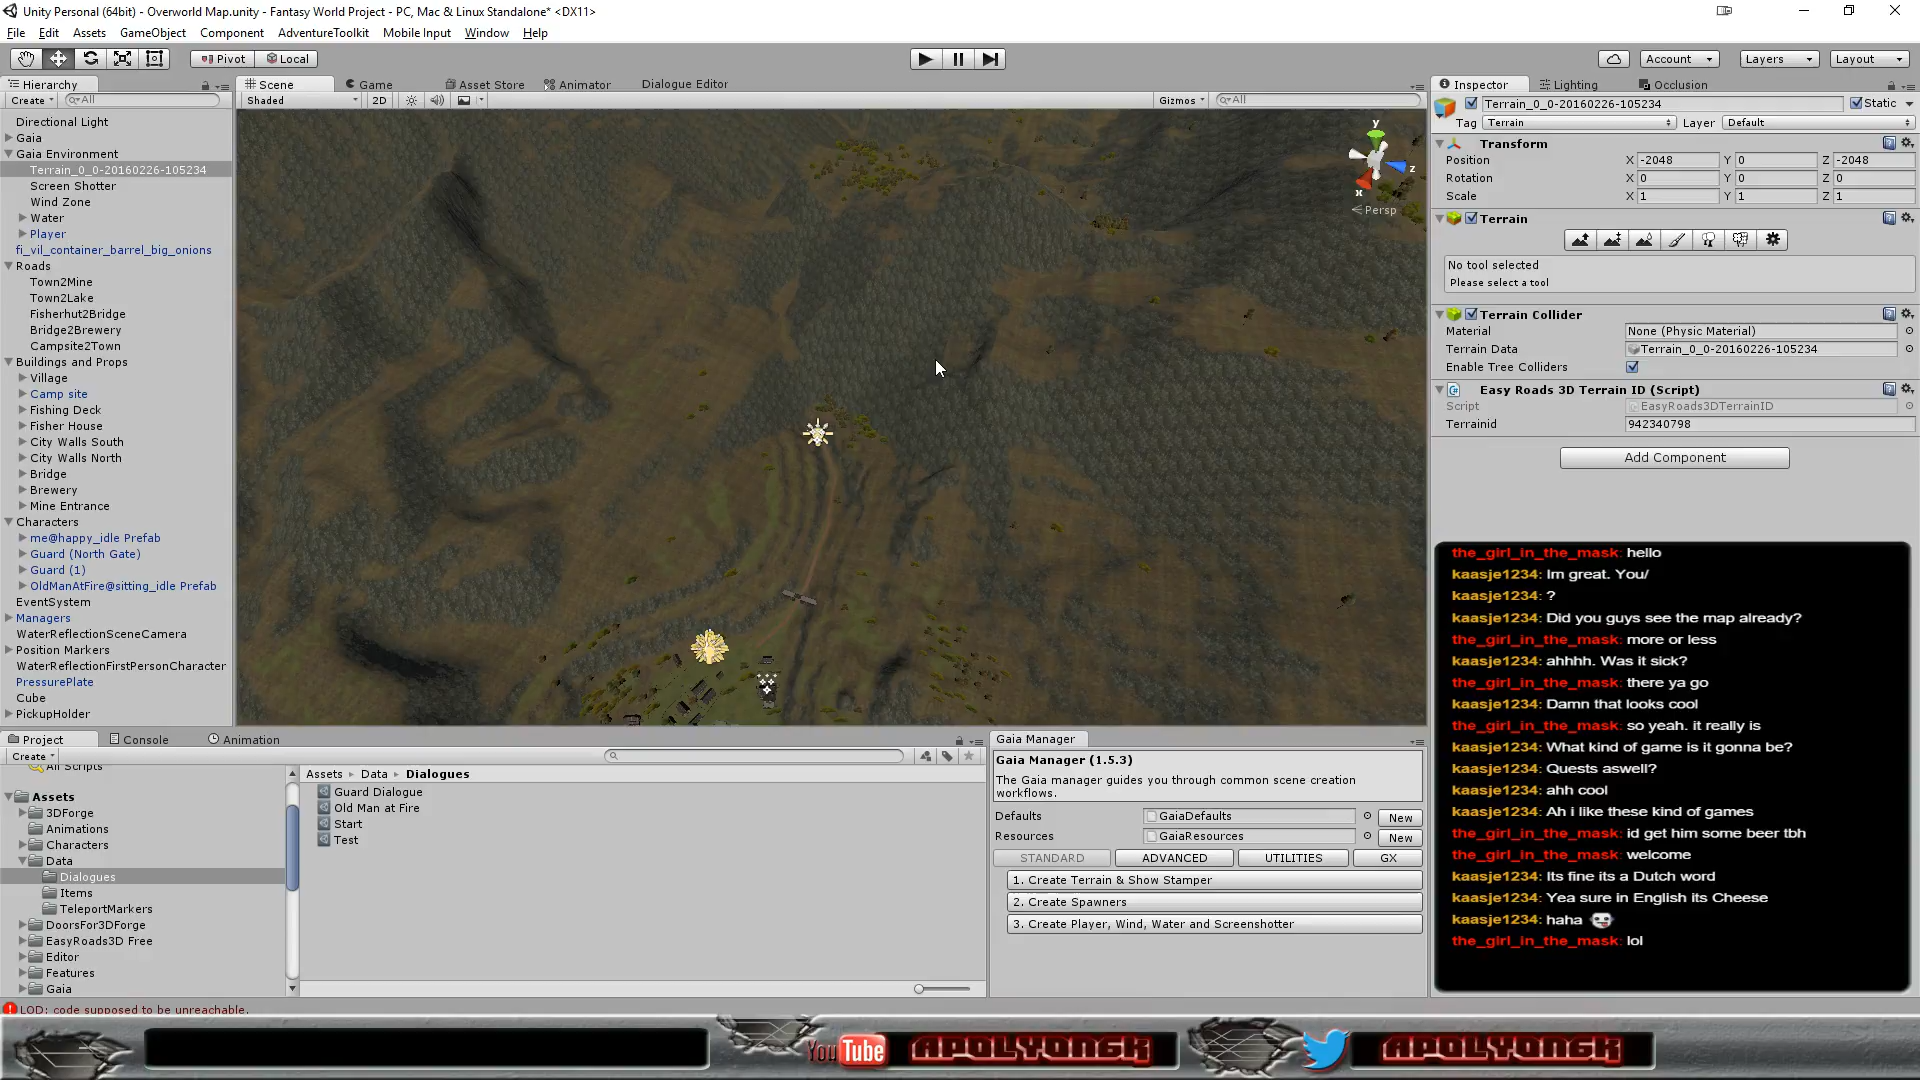 Unity Personal (64bit) - Overworld Map.unity - Fantasy World Project - PC, Mac & Linux Standalone* <DX11>
File Edit Assets GameObject Component AdventureToolkit Mobile Input Window Help
Pivot Local
Account Layers Layout
Hierarchy
Create All
Directional Light
Gaia
Gaia Environment
Terrain_0_0-20160226-105234
Screen Shotter
Wind Zone
Water
Player
fi_vil_container_barrel_big_onions
Roads
Town2Mine
Town2Lake
Fisherhut2Bridge
Bridge2Brewery
Campsite2Town
Buildings and Props
Village
Camp site
Fishing Deck
Fisher House
City Walls South
City Walls North
Bridge
Brewery
Mine Entrance
Characters
me@happy_idle Prefab
Guard (North Gate)
Guard (1)
OldManAtFire@sitting_idle Prefab
EventSystem
Managers
WaterReflectionSceneCamera
Position Markers
WaterReflectionFirstPersonCharacter
PressurePlate
Cube
PickupHolder
Scene Game Asset Store Animator Dialogue Editor
Shaded 2D Gizmos All
y
z
x
Persp
Inspector Lighting Occlusion
Terrain_0_0-20160226-105234 Static
Tag Terrain Layer Default
Transform
Position X -2048 Y 0 Z -2048
Rotation X 0 Y 0 Z 0
Scale X 1 Y 1 Z 1
Terrain
No tool selected
Please select a tool
Terrain Collider
Material None (Physic Material)
Terrain Data Terrain_0_0-20160226-105234
Enable Tree Colliders
Easy Roads 3D Terrain ID (Script)
Script EasyRoads3DTerrainID
Terrainid 942340798
Add Component
the_girl_in_the_mask: hello
kaasje1234: Im great. You/
kaasje1234: ?
kaasje1234: Did you guys see the map already?
the_girl_in_the_mask: more or less
kaasje1234: ahhhh. Was it sick?
the_girl_in_the_mask: there ya go
kaasje1234: Damn that looks cool
the_girl_in_the_mask: so yeah. it really is
kaasje1234: What kind of game is it gonna be?
kaasje1234: Quests aswell?
kaasje1234: ahh cool
kaasje1234: Ah i like these kind of games
the_girl_in_the_mask: id get him some beer tbh
the_girl_in_the_mask: welcome
kaasje1234: Its fine its a Dutch word
kaasje1234: Yea sure in English its Cheese
kaasje1234: haha
the_girl_in_the_mask: lol
Project Console Animation
Create
All Scripts
Assets
3DForge
Animations
Characters
Data
Dialogues
Items
TeleportMarkers
DoorsFor3DForge
EasyRoads3D Free
Editor
Features
Gaia
Assets Data Dialogues
Guard Dialogue
Old Man at Fire
Start
Test
Gaia Manager
Gaia Manager (1.5.3)
The Gaia manager guides you through common scene creation
workflows.
Defaults GaiaDefaults New
Resources GaiaResources New
STANDARD ADVANCED UTILITIES GX
1. Create Terrain & Show Stamper
2. Create Spawners
3. Create Player, Wind, Water and Screenshotter
LOD: code supposed to be unreachable.
YouTube APOLYONGK APOLYONGK